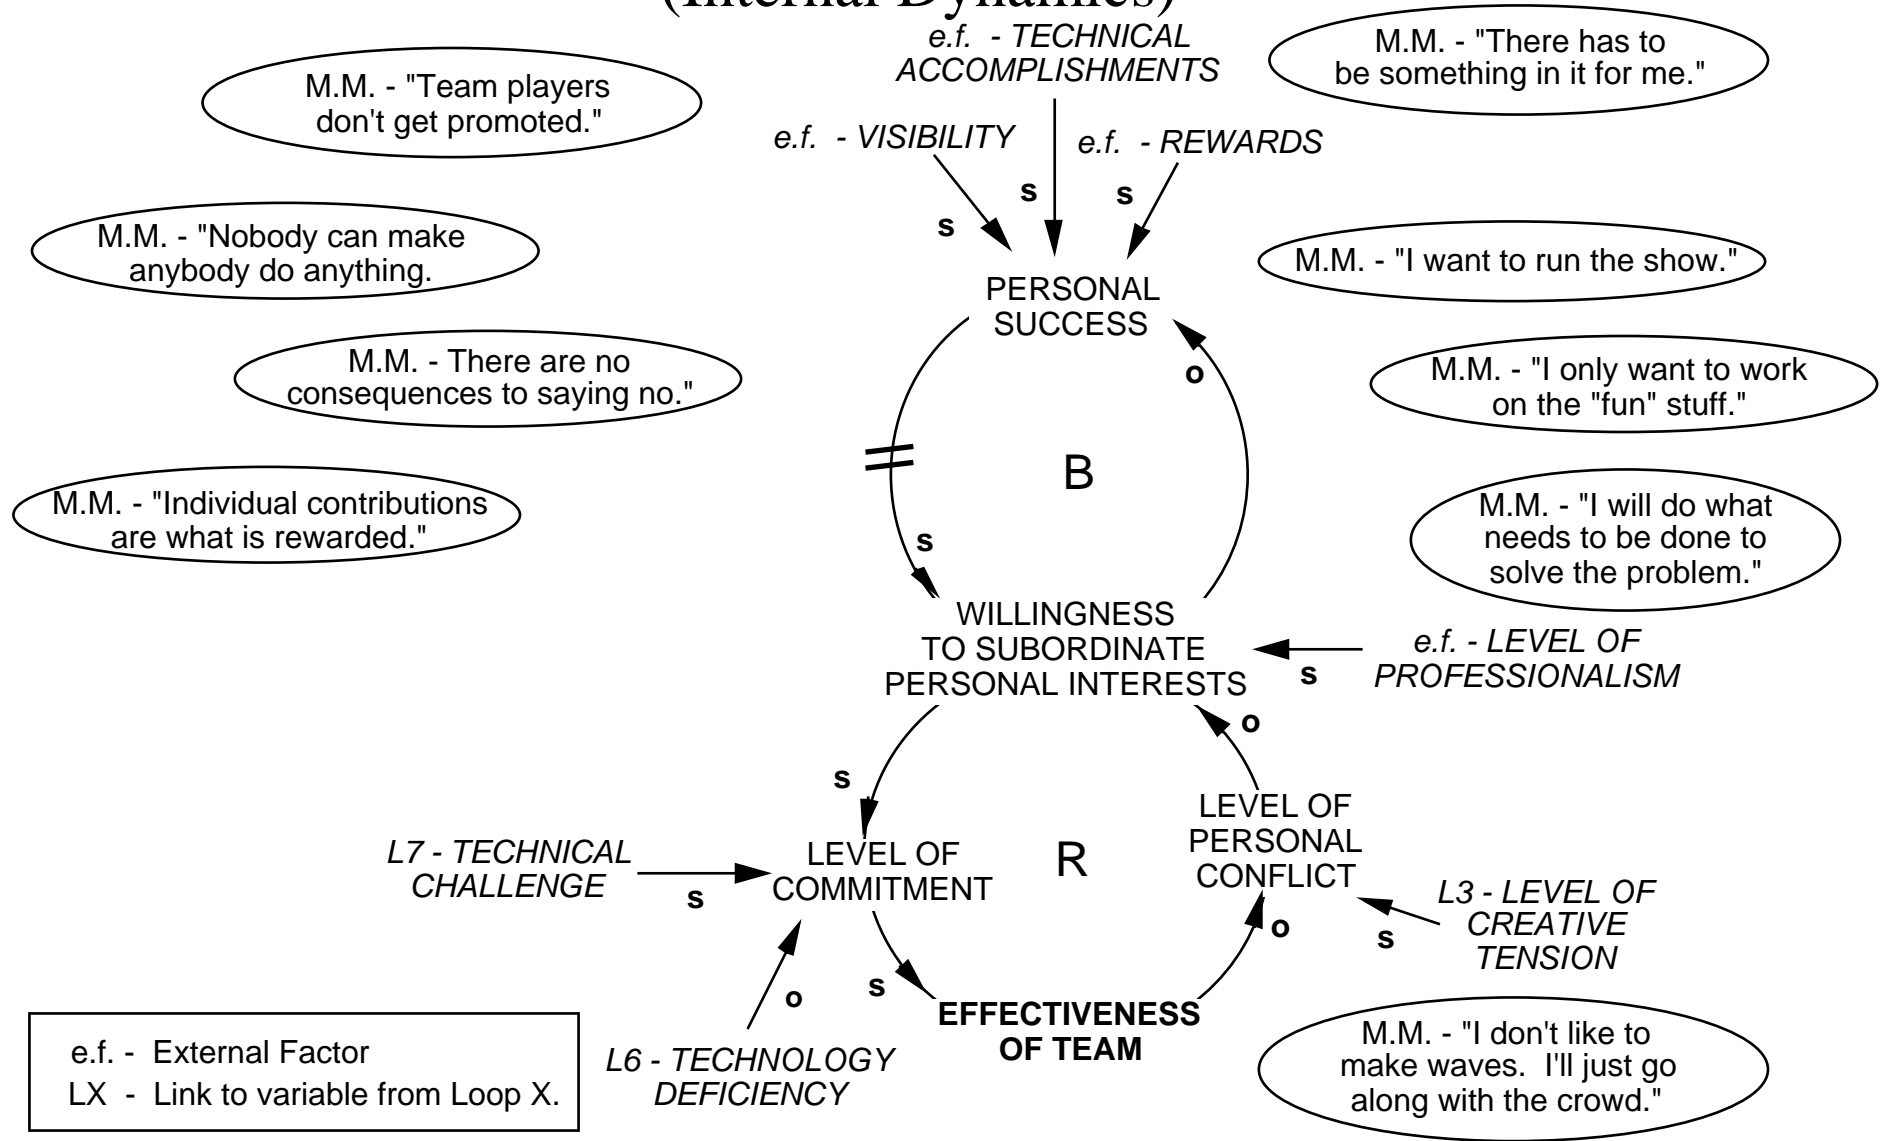 (Internal Dynamics)
e.f. - TECHNICAL
ACCOMPLISHMENTS
M.M. - "There has to
be something in it for me."
M.M. - "Team players
don't get promoted."
e.f. - VISIBILITY
e.f. - REWARDS
s
s
s
M.M. - "Nobody can make
anybody do anything.
M.M. - "I want to run the show."
PERSONAL
SUCCESS
M.M. - There are no
consequences to saying no."
o
M.M. - "I only want to work
on the "fun" stuff."
B
M.M. - "Individual contributions
are what is rewarded."
M.M. - "I will do what
needs to be done to
solve the problem."
s
WILLINGNESS
TO SUBORDINATE
PERSONAL INTERESTS
e.f. - LEVEL OF
PROFESSIONALISM
s
o
s
LEVEL OF
PERSONAL
CONFLICT
L7 - TECHNICAL
CHALLENGE
s
LEVEL OF
COMMITMENT
R
L3 - LEVEL OF
CREATIVE
TENSION
s
o
o
s
EFFECTIVENESS
OF TEAM
L6 - TECHNOLOGY
DEFICIENCY
e.f. - External Factor
LX - Link to variable from Loop X.
M.M. - "I don't like to
make waves. I'll just go
along with the crowd."